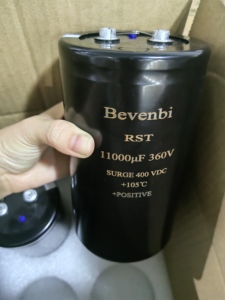 Bevenbi
RST
11000µF 360V
SURGE 400 VDC
+105℃
+POSITIVE